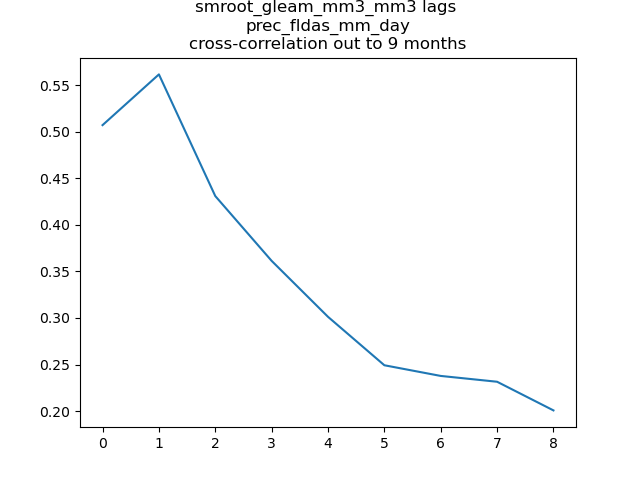 smroot_gleam_mm3_mm3 lags
prec_fldas_mm_day
cross-correlation out to 9 months
0.55
0.50
0.45
0.40
0.35
0.30
0.25
0.20
0 1 2 3 4 5 6 7 8